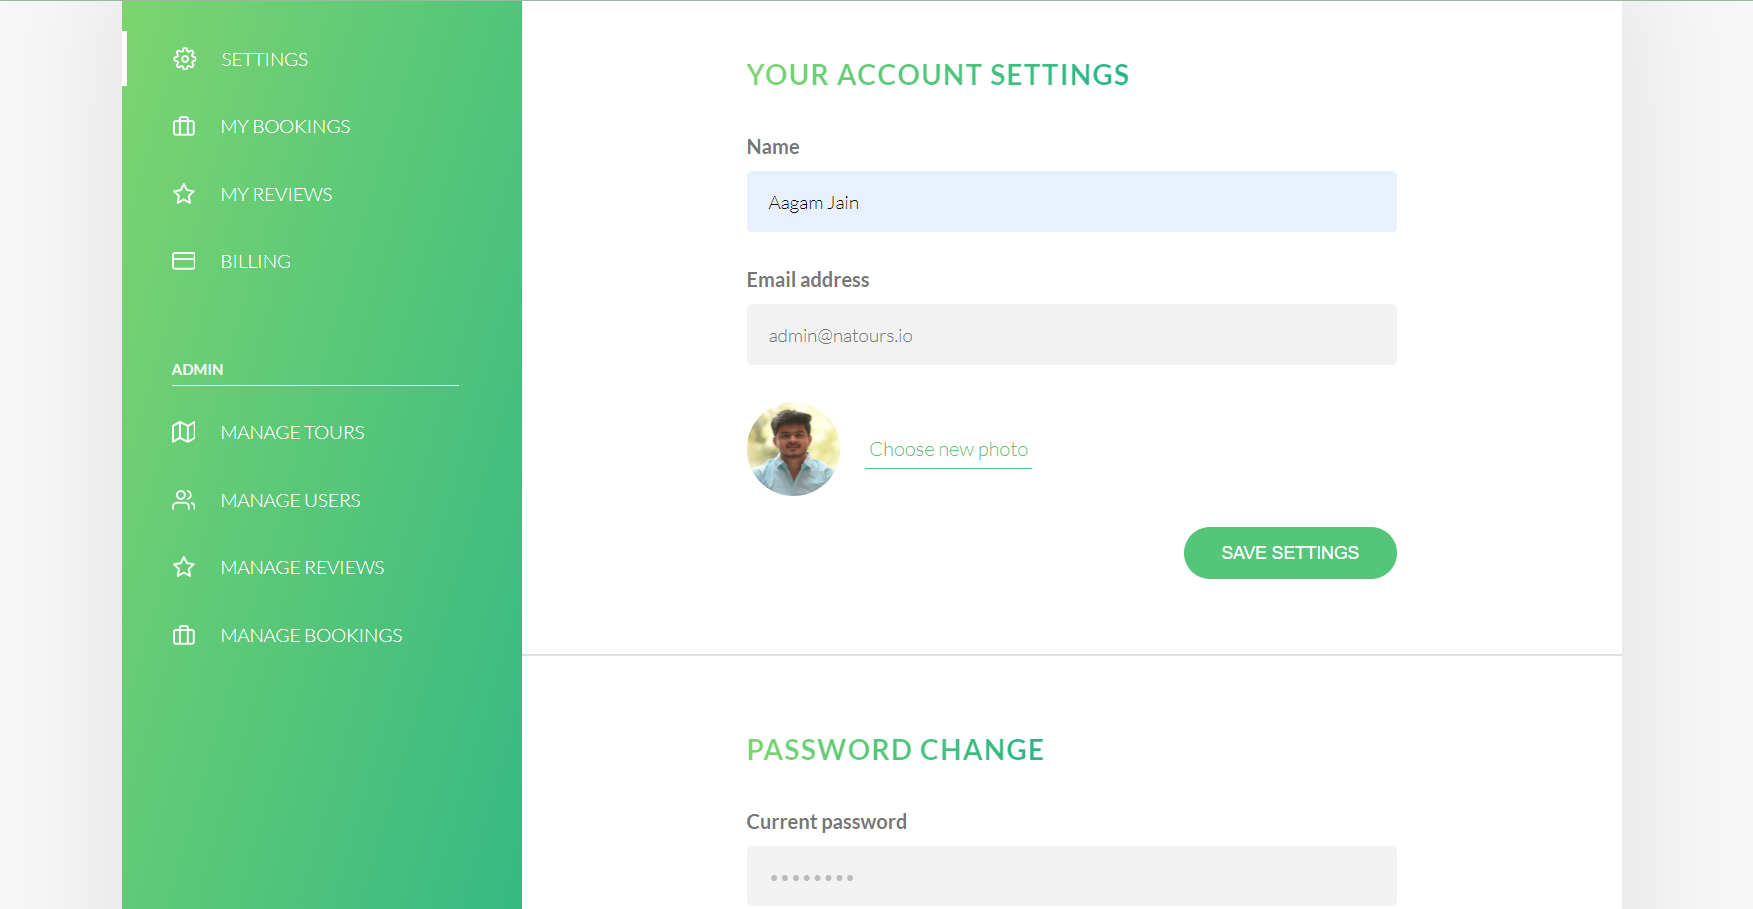 SETTINGS
MY BOOKINGS
MY REVIEWS
BILLING
ADMIN
MANAGE TOURS
MANAGE USERS
MANAGE REVIEWS
MANAGE BOOKINGS
YOUR ACCOUNT SETTINGS
Name
Aagam Jain
Email address
admin@natours.io
Choose new photo
SAVE SETTINGS
PASSWORD CHANGE
Current password
••••••••